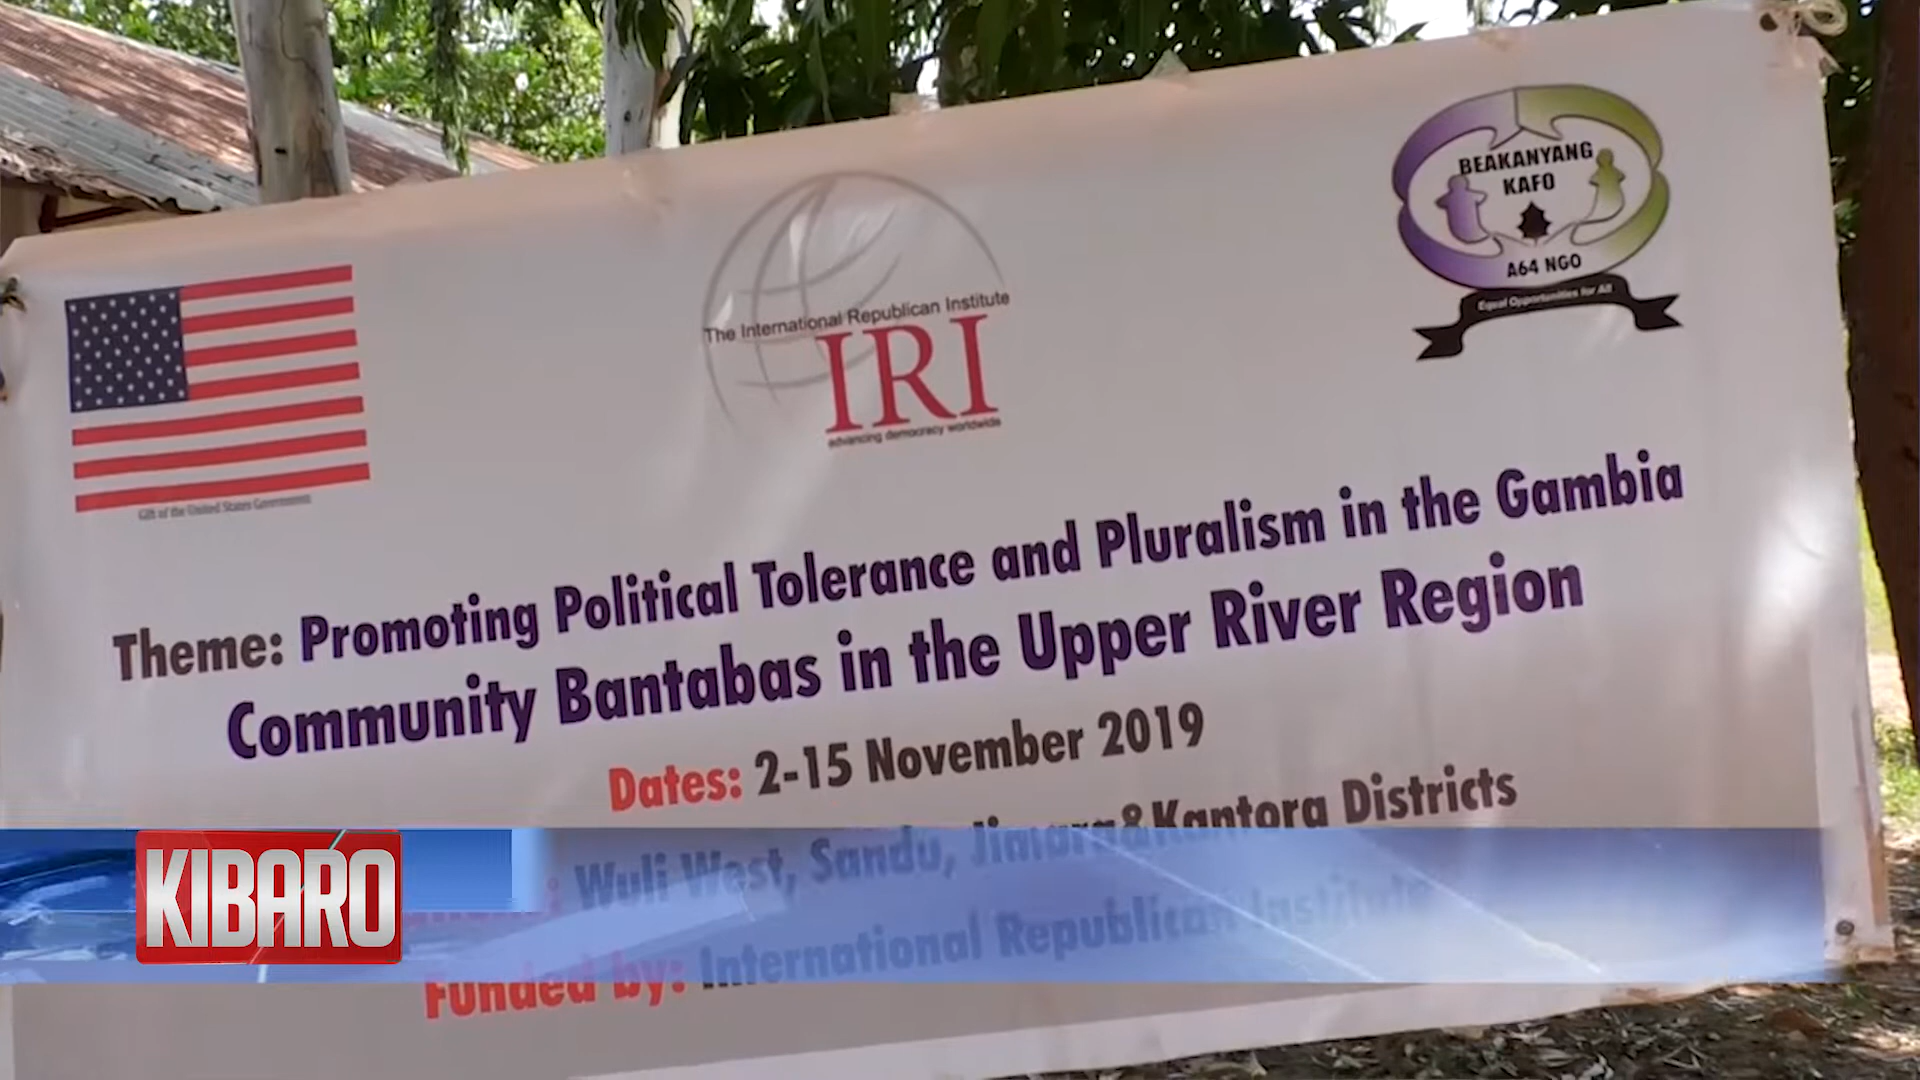 BEAKANYANG
KAFO
A64 NGO
Equal Opportunities for All
The International Republican Institute
IRI
advancing democracy worldwide
Gift of the United States Government
Theme: Promoting Political Tolerance and Pluralism in the Gambia
Community Bantabas in the Upper River Region
Dates: 2-15 November 2019
: Wuli West, Sandu, Jimara & Kantora Districts
Funded by: International Republican Institute
KIBARO